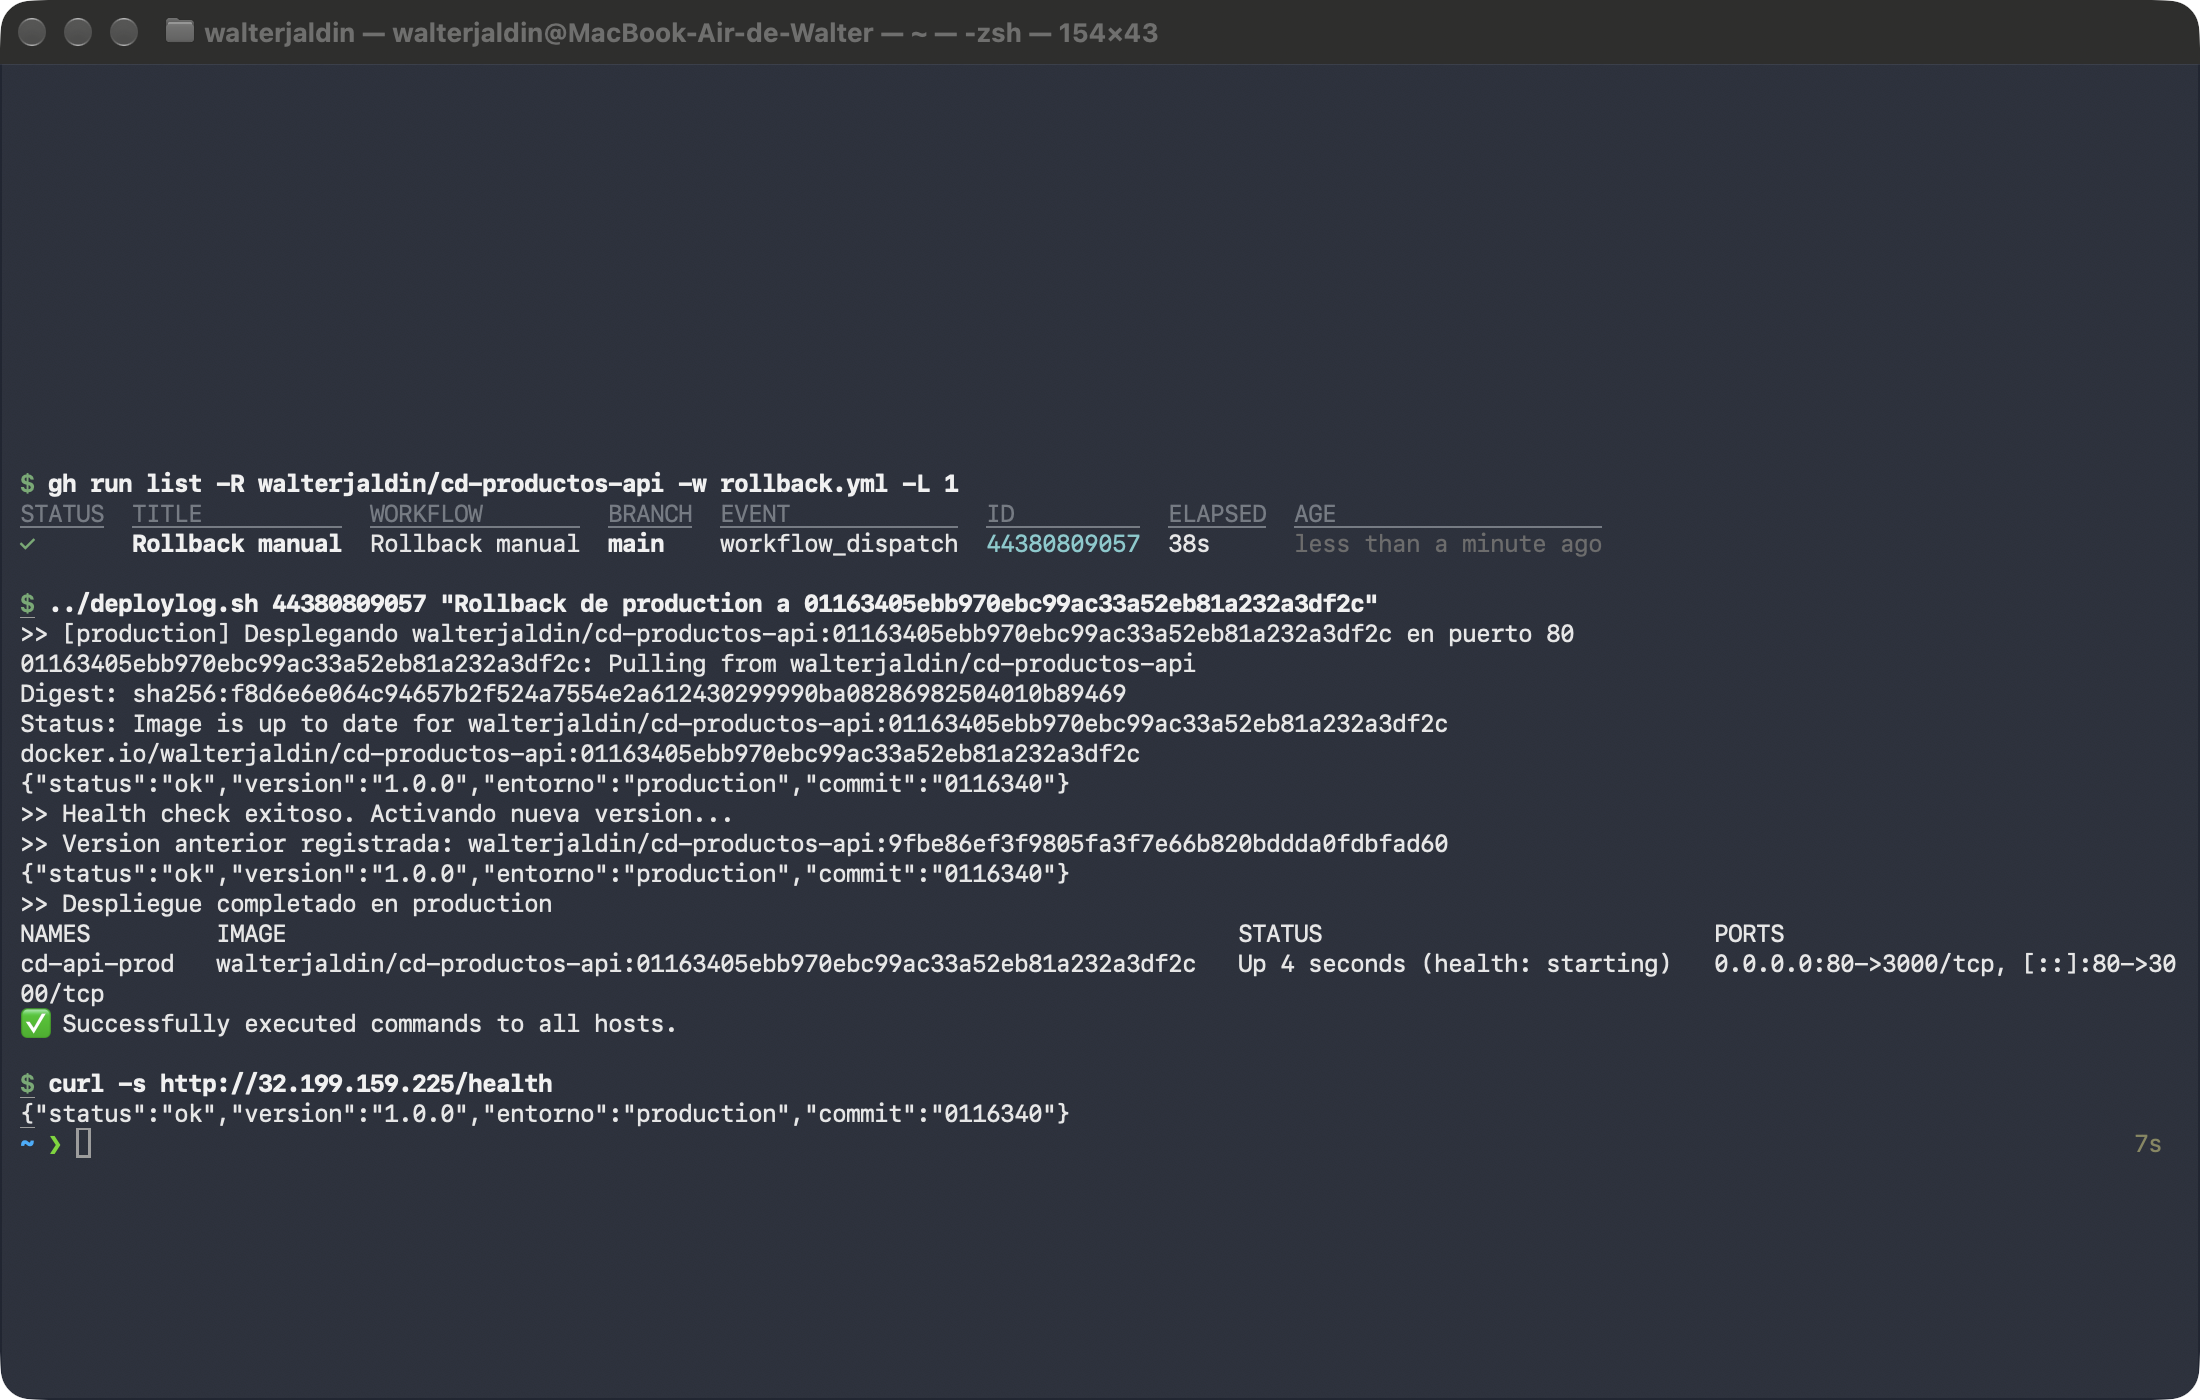 walterjaldin — walterjaldin@MacBook-Air-de-Walter — ~ — -zsh — 154×43
$ gh run list -R walterjaldin/cd-productos-api -w rollback.yml -L 1
STATUS  TITLE  WORKFLOW  BRANCH  EVENT  ID  ELAPSED  AGE
✓  Rollback manual  Rollback manual  main  workflow_dispatch  44380809057  38s  less than a minute ago
$ ../deploylog.sh 44380809057 "Rollback de production a 01163405ebb970ebc99ac33a52eb81a232a3df2c"
>> [production] Desplegando walterjaldin/cd-productos-api:01163405ebb970ebc99ac33a52eb81a232a3df2c en puerto 80
01163405ebb970ebc99ac33a52eb81a232a3df2c: Pulling from walterjaldin/cd-productos-api
Digest: sha256:f8d6e6e064c94657b2f524a7554e2a612430299990ba08286982504010b89469
Status: Image is up to date for walterjaldin/cd-productos-api:01163405ebb970ebc99ac33a52eb81a232a3df2c
docker.io/walterjaldin/cd-productos-api:01163405ebb970ebc99ac33a52eb81a232a3df2c
{"status":"ok","version":"1.0.0","entorno":"production","commit":"0116340"}
>> Health check exitoso. Activando nueva version...
>> Version anterior registrada: walterjaldin/cd-productos-api:9fbe86ef3f9805fa3f7e66b820bddda0fdbfad60
{"status":"ok","version":"1.0.0","entorno":"production","commit":"0116340"}
>> Despliegue completado en production
NAMES  IMAGE  STATUS  PORTS
cd-api-prod  walterjaldin/cd-productos-api:01163405ebb970ebc99ac33a52eb81a232a3df2c  Up 4 seconds (health: starting)  0.0.0.0:80->3000/tcp, [::]:80->30
00/tcp
✅ Successfully executed commands to all hosts.
$ curl -s http://32.199.159.225/health
{"status":"ok","version":"1.0.0","entorno":"production","commit":"0116340"}
~ ❯ 7s